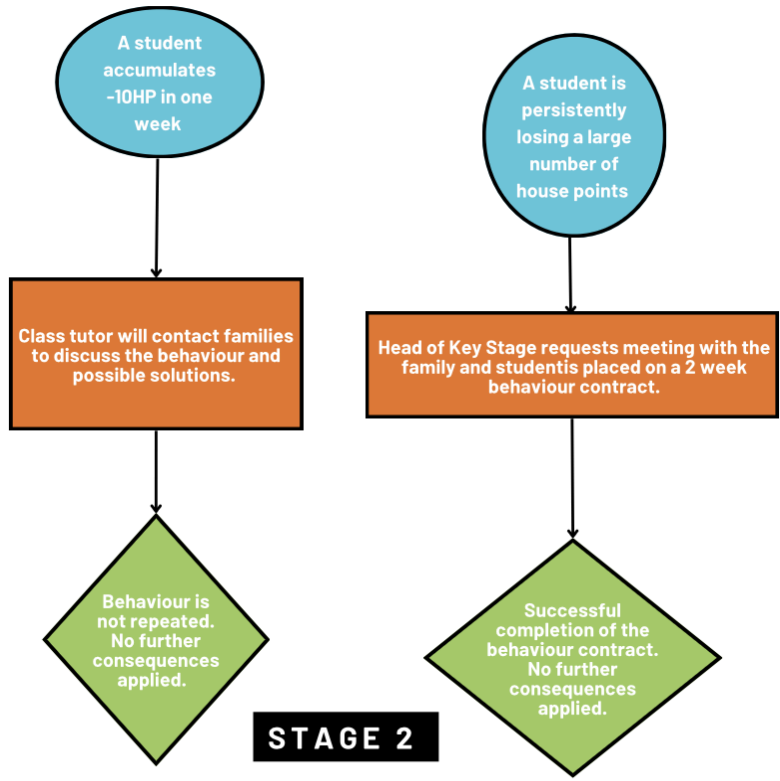 A student
accumulates
-10HP in one
week
Class tutor will contact families
to discuss the behaviour and
possible solutions.
Behaviour is
not repeated.
No further
consequences
applied.
A student is
persistently
losing a large
number of
house points
Head of Key Stage requests meeting with the
family and studentis placed on a 2 week
behaviour contract.
Successful
completion of the
behaviour contract.
No further
consequences
applied.
STAGE 2